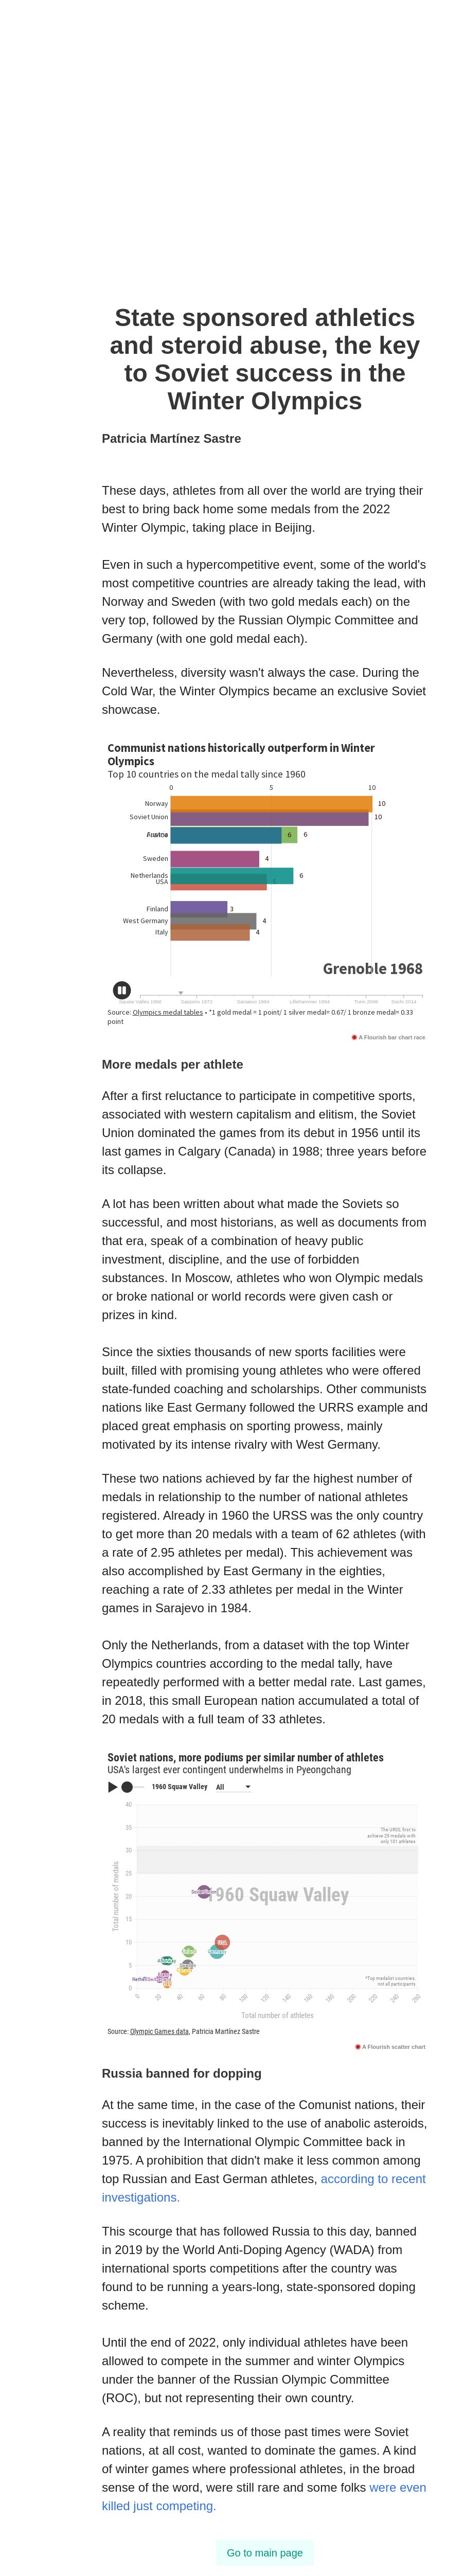 State sponsored athletics
and steroid abuse, the key
to Soviet success in the
Winter Olympics
Patricia Martínez Sastre
These days, athletes from all over the world are trying their
best to bring back home some medals from the 2022
Winter Olympic, taking place in Beijing.
Even in such a hypercompetitive event, some of the world's
most competitive countries are already taking the lead, with
Norway and Sweden (with two gold medals each) on the
very top, followed by the Russian Olympic Committee and
Germany (with one gold medal each).
Nevertheless, diversity wasn't always the case. During the
Cold War, the Winter Olympics became an exclusive Soviet
showcase.
Communist nations historically outperform in Winter
Olympics
Top 10 countries on the medal tally since 1960
0 5 10
Norway 10
Soviet Union 10
6 6
Sweden 4
Netherlands 6
USA
Finland 3
West Germany 4
Italy 4
Grenoble 1968
Squaw Valley 1960 Sapporo 1972 Sarajevo 1984 Lillehammer 1994 Turin 2006 Sochi 2014
Source: Olympics medal tables • *1 gold medal = 1 point/ 1 silver medal= 0.67/ 1 bronze medal= 0.33
point
A Flourish bar chart race
More medals per athlete
After a first reluctance to participate in competitive sports,
associated with western capitalism and elitism, the Soviet
Union dominated the games from its debut in 1956 until its
last games in Calgary (Canada) in 1988; three years before
its collapse.
A lot has been written about what made the Soviets so
successful, and most historians, as well as documents from
that era, speak of a combination of heavy public
investment, discipline, and the use of forbidden
substances. In Moscow, athletes who won Olympic medals
or broke national or world records were given cash or
prizes in kind.
Since the sixties thousands of new sports facilities were
built, filled with promising young athletes who were offered
state-funded coaching and scholarships. Other communists
nations like East Germany followed the URRS example and
placed great emphasis on sporting prowess, mainly
motivated by its intense rivalry with West Germany.
These two nations achieved by far the highest number of
medals in relationship to the number of national athletes
registered. Already in 1960 the URSS was the only country
to get more than 20 medals with a team of 62 athletes (with
a rate of 2.95 athletes per medal). This achievement was
also accomplished by East Germany in the eighties,
reaching a rate of 2.33 athletes per medal in the Winter
games in Sarajevo in 1984.
Only the Netherlands, from a dataset with the top Winter
Olympics countries according to the medal tally, have
repeatedly performed with a better medal rate. Last games,
in 2018, this small European nation accumulated a total of
20 medals with a full team of 33 athletes.
Soviet nations, more podiums per similar number of athletes
USA's largest ever contingent underwhelms in Pyeongchang
1960 Squaw Valley All
40
35
The URSS, first to
achieve 29 medals with
only 101 athletes
30
25
20
1960 Squaw Valley
15
10
5
0
*Top medalist countries,
not all participants
Total number of medals
0 20 40 60 80 100 120 140 160 180 200 220 240 260
Total number of athletes
Source: Olympic Games data, Patricia Martínez Sastre
A Flourish scatter chart
Russia banned for dopping
At the same time, in the case of the Comunist nations, their
success is inevitably linked to the use of anabolic asteroids,
banned by the International Olympic Committee back in
1975. A prohibition that didn't make it less common among
top Russian and East German athletes, according to recent
investigations.
This scourge that has followed Russia to this day, banned
in 2019 by the World Anti-Doping Agency (WADA) from
international sports competitions after the country was
found to be running a years-long, state-sponsored doping
scheme.
Until the end of 2022, only individual athletes have been
allowed to compete in the summer and winter Olympics
under the banner of the Russian Olympic Committee
(ROC), but not representing their own country.
A reality that reminds us of those past times were Soviet
nations, at all cost, wanted to dominate the games. A kind
of winter games where professional athletes, in the broad
sense of the word, were still rare and some folks were even
killed just competing.
Go to main page